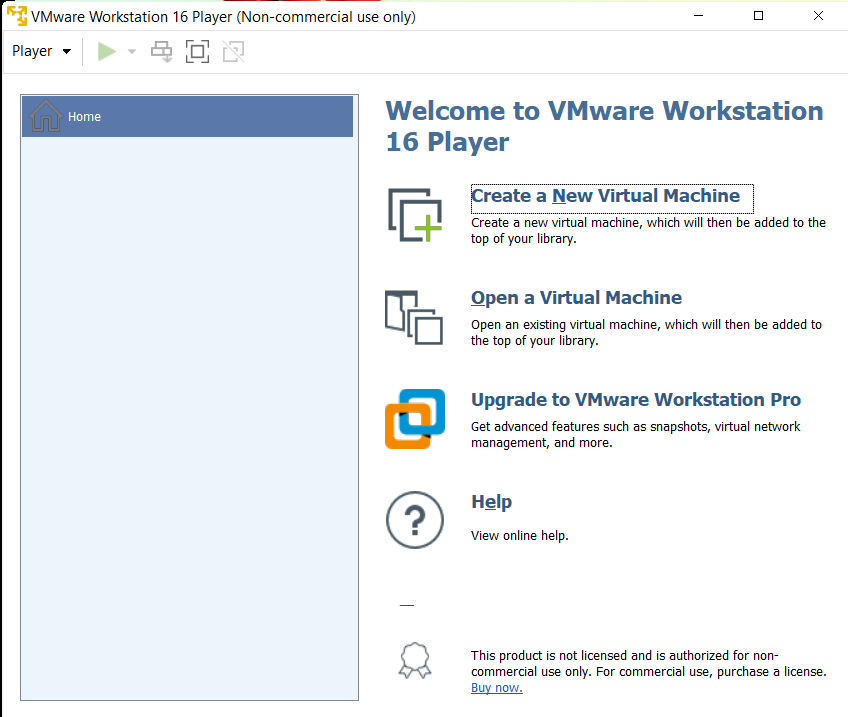 VMware Workstation 16 Player (Non-commercial use only)
Player
Home
Welcome to VMware Workstation
16 Player
Create a New Virtual Machine
Create a new virtual machine, which will then be added to the
top of your library.
Open a Virtual Machine
Open an existing virtual machine, which will then be added to
the top of your library.
Upgrade to VMware Workstation Pro
Get advanced features such as snapshots, virtual network
management, and more.
Help
View online help.
This product is not licensed and is authorized for non-
commercial use only. For commercial use, purchase a license.
Buy now.